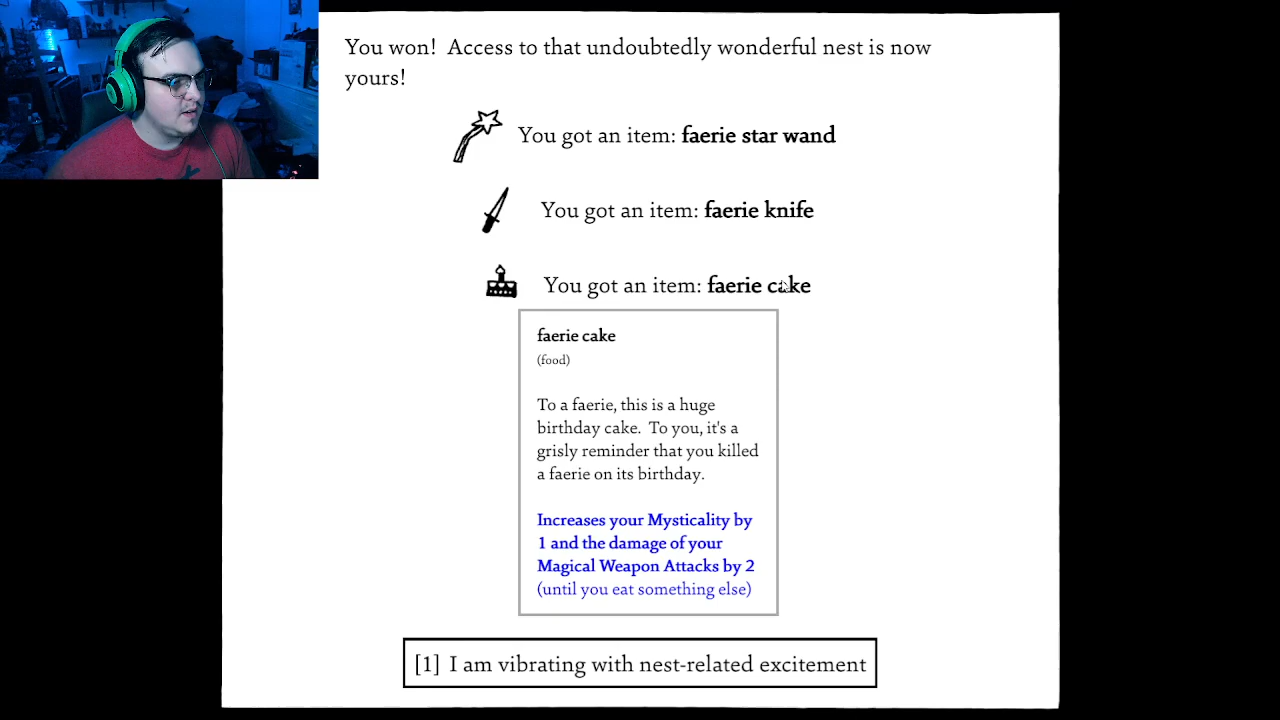 You won!  Access to that undoubtedly wonderful nest is now
yours!
You got an item: faerie star wand
You got an item: faerie knife
You got an item: faerie cake
faerie cake
(food)
To a faerie, this is a huge
birthday cake.  To you, it's a
grisly reminder that you killed
a faerie on its birthday.
Increases your Mysticality by
1 and the damage of your
Magical Weapon Attacks by 2
(until you eat something else)
[1] I am vibrating with nest-related excitement